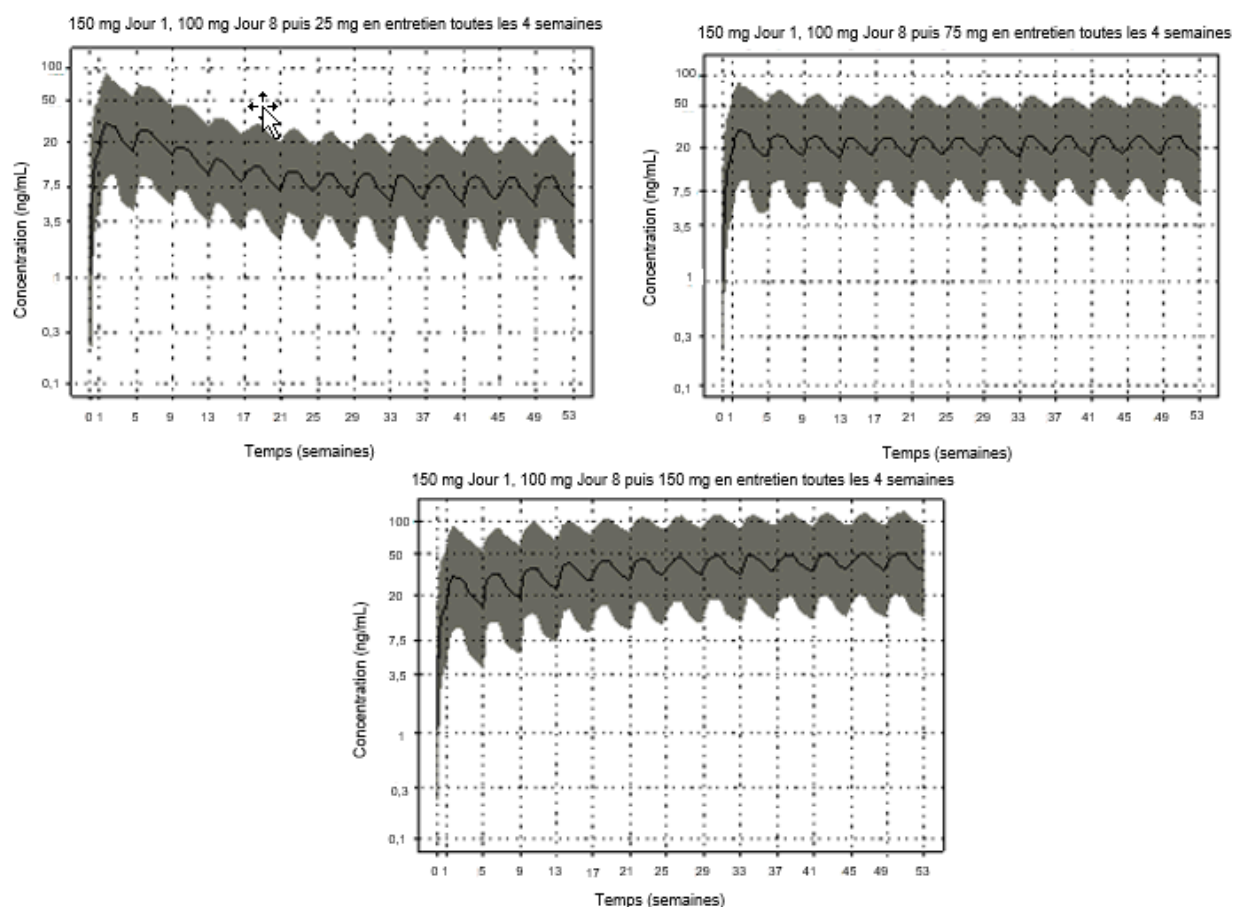 150 mg Jour 1, 100 mg Jour 8 puis 25 mg en entretien toutes les 4 semaines
Concentration (ng/mL)
100
50
20
7,5
3,5
1
0,3
0,1
0 1 5 9 13 17 21 25 29 33 37 41 45 49 53
Temps (semaines)
150 mg Jour 1, 100 mg Jour 8 puis 75 mg en entretien toutes les 4 semaines
Concentration (ng/mL)
100
50
20
7,5
3,5
1
0,3
0,1
0 1 5 9 13 17 21 25 29 33 37 41 45 49 53
Temps (semaines)
150 mg Jour 1, 100 mg Jour 8 puis 150 mg en entretien toutes les 4 semaines
Concentration (ng/mL)
100
50
20
7,5
3,5
1
0,3
0,1
0 1 5 9 13 17 21 25 29 33 37 41 45 49 53
Temps (semaines)